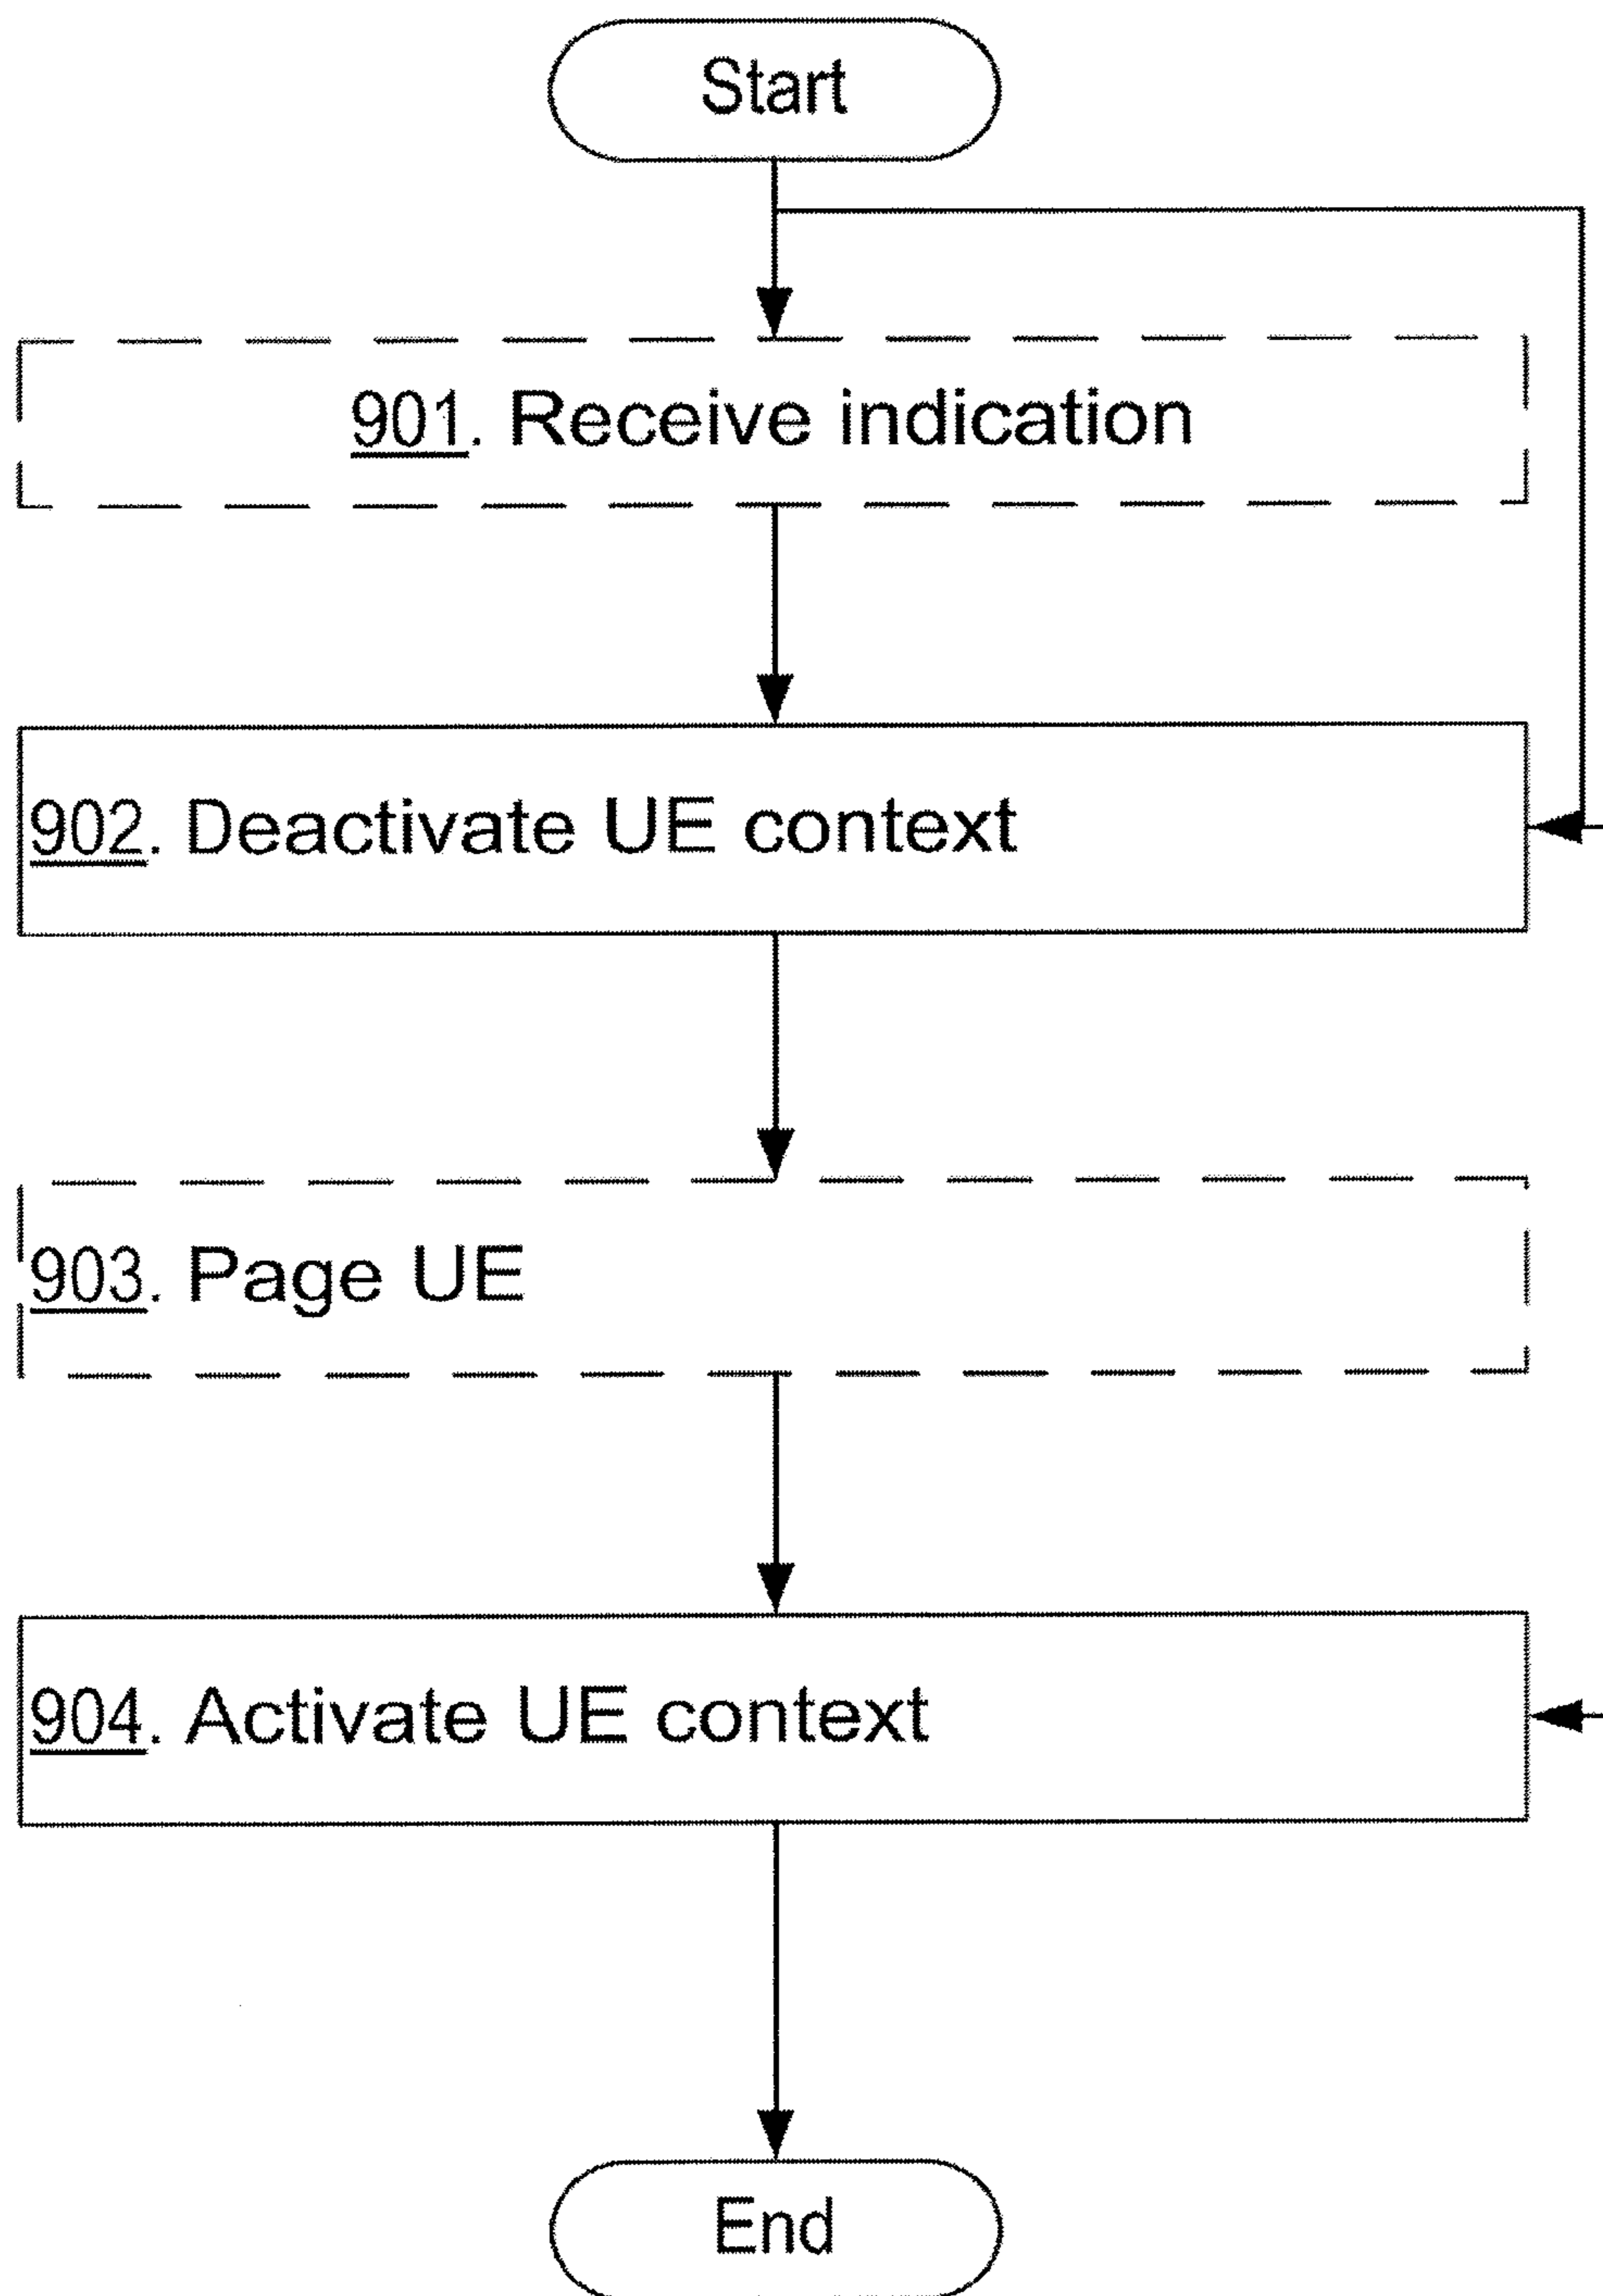 Start
901. Receive indication
902. Deactivate UE context
903. Page UE
904. Activate UE context
End